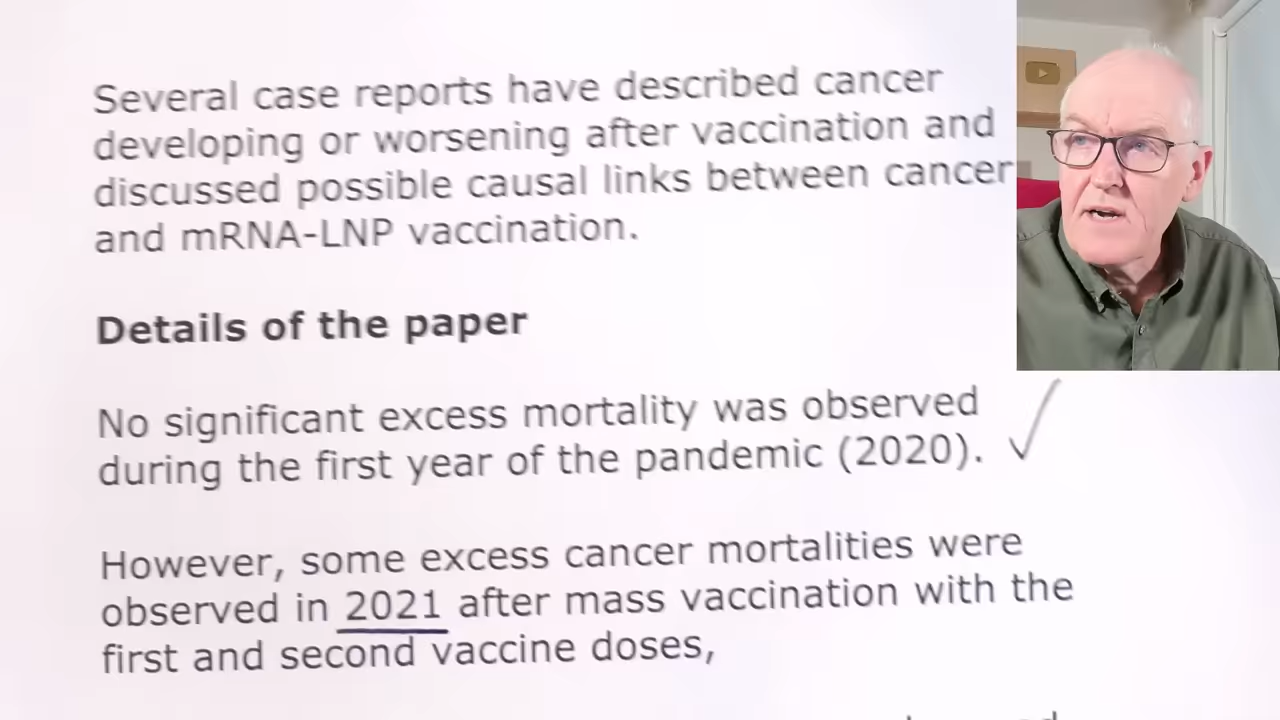 Several case reports have described cancer
developing or worsening after vaccination and
discussed possible causal links between cancer
and mRNA-LNP vaccination.
Details of the paper
No significant excess mortality was observed
during the first year of the pandemic (2020).
However, some excess cancer mortalities were
observed in 2021 after mass vaccination with the
first and second vaccine doses,